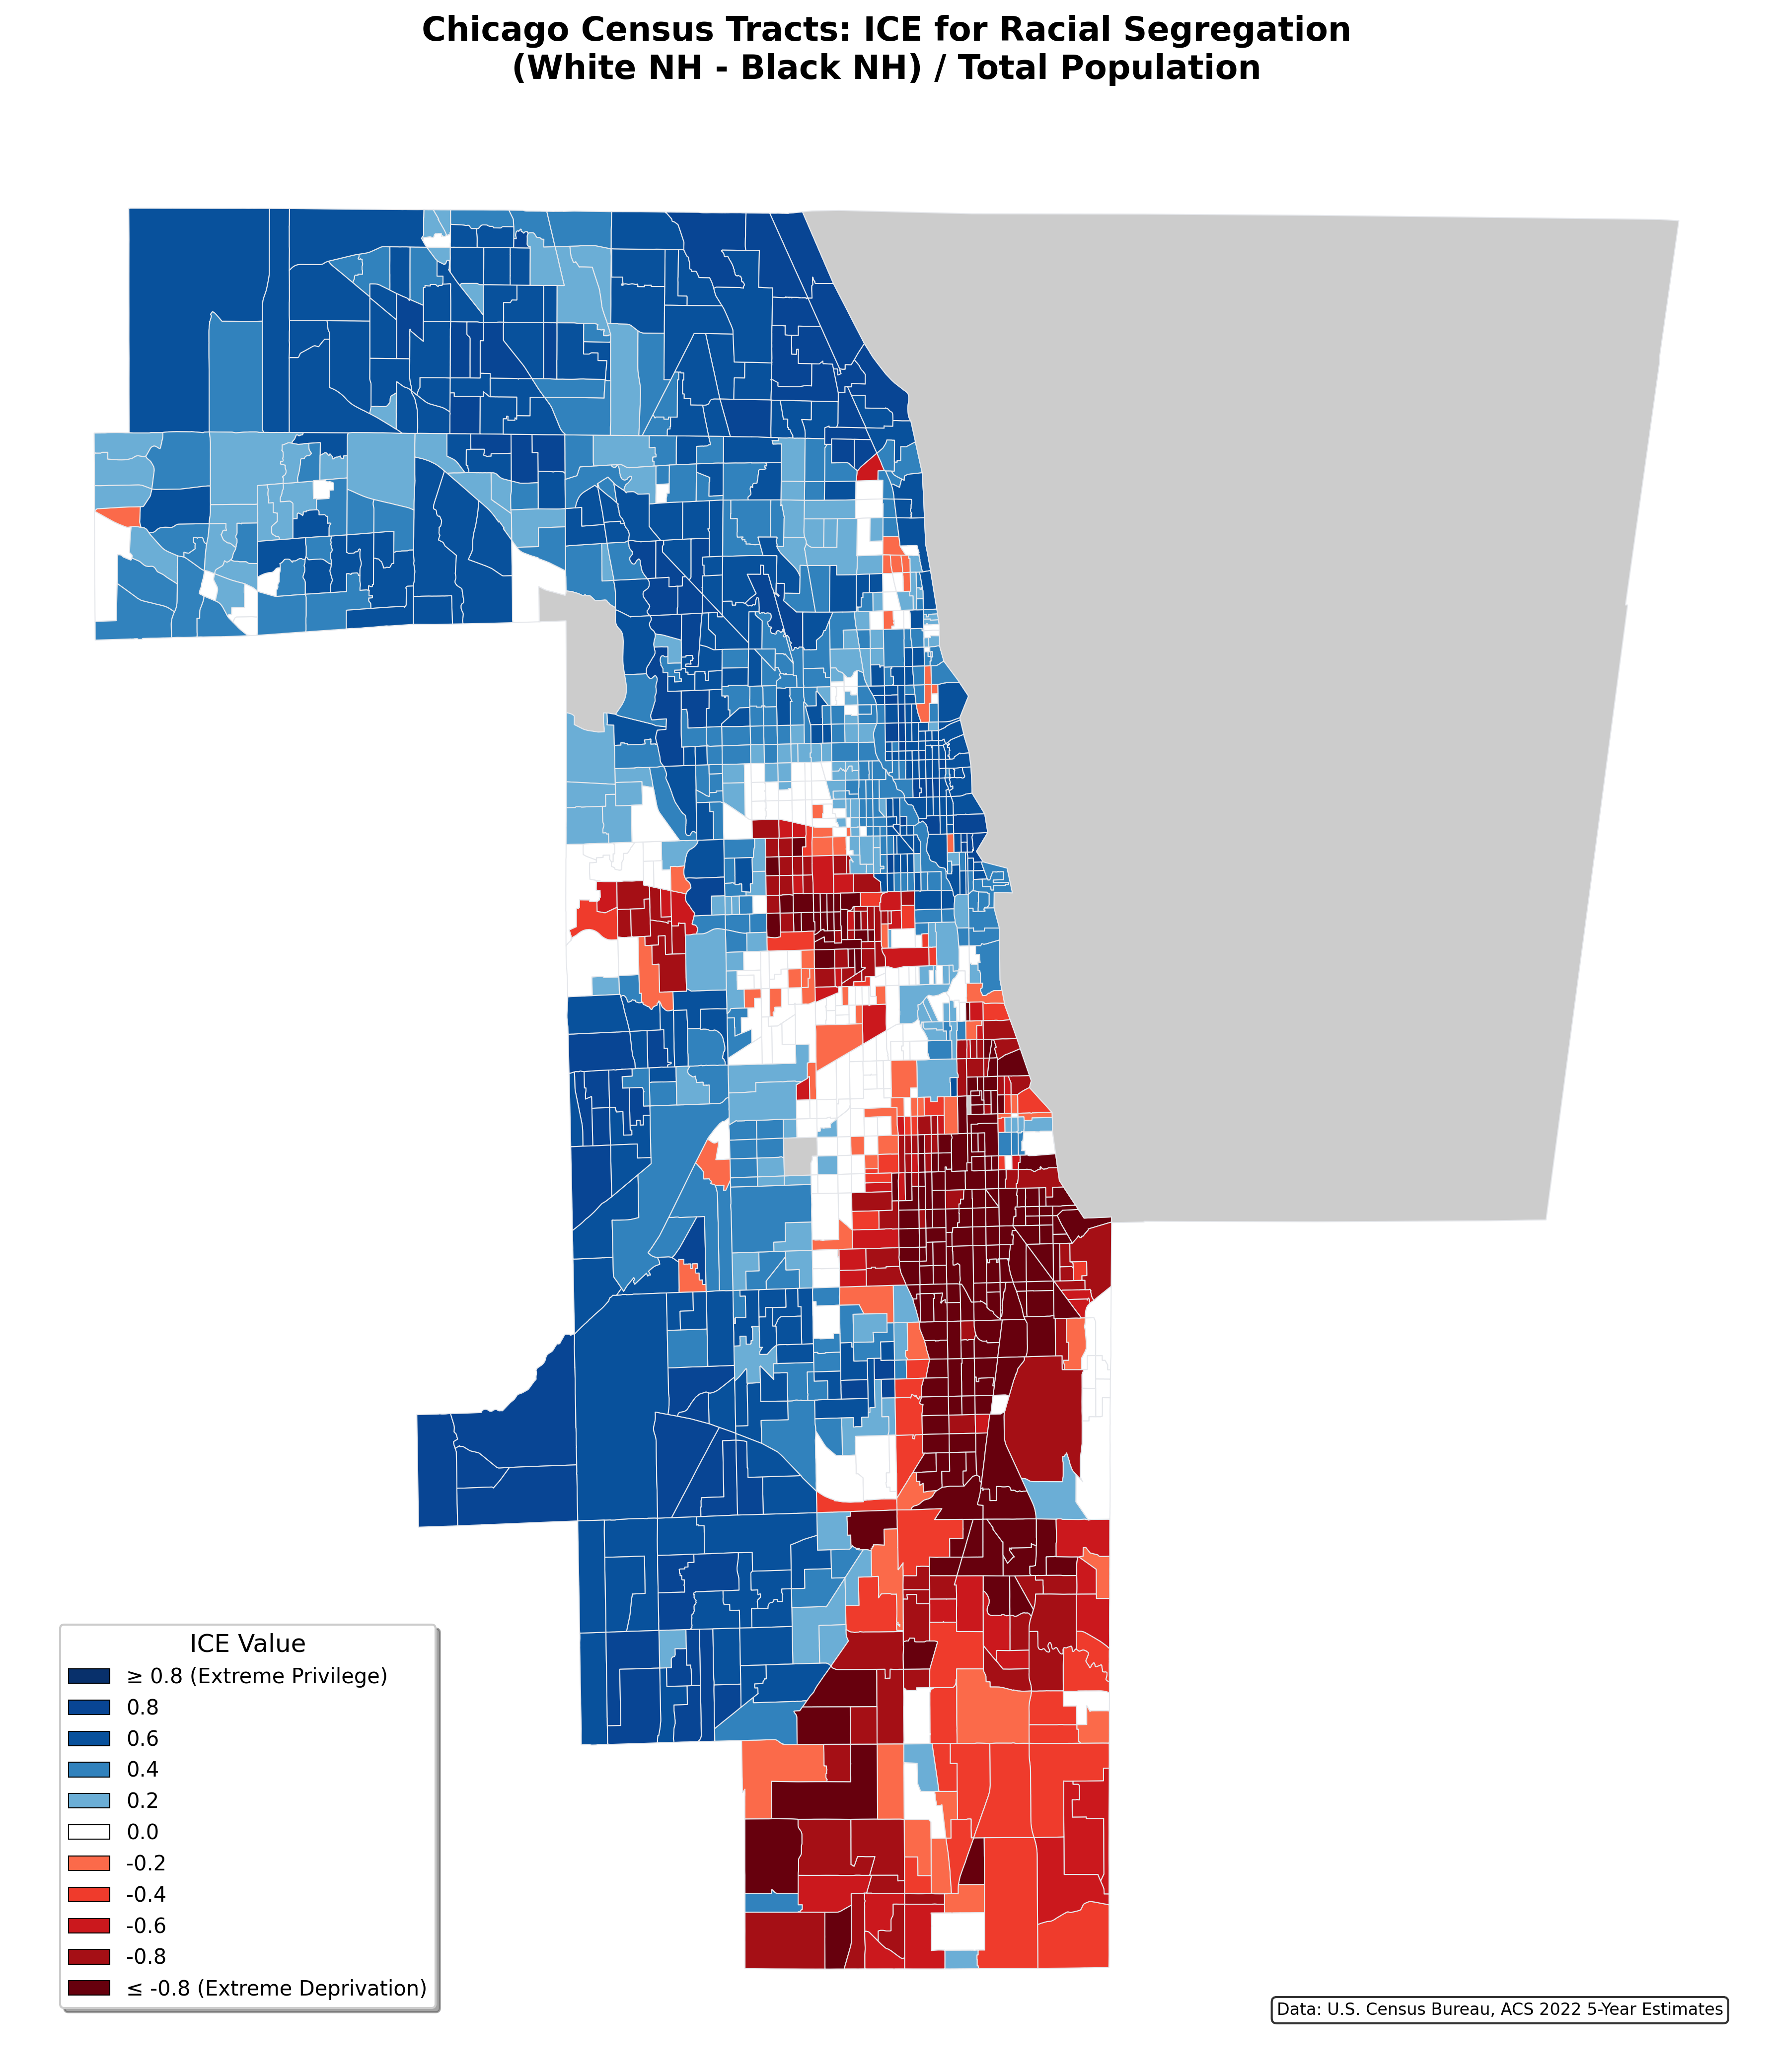 Chicago Census Tracts: ICE for Racial Segregation
(White NH - Black NH) / Total Population
ICE Value
≥ 0.8 (Extreme Privilege)
0.8
0.6
0.4
0.2
0.0
-0.2
-0.4
-0.6
-0.8
≤ -0.8 (Extreme Deprivation)
Data: U.S. Census Bureau, ACS 2022 5-Year Estimates